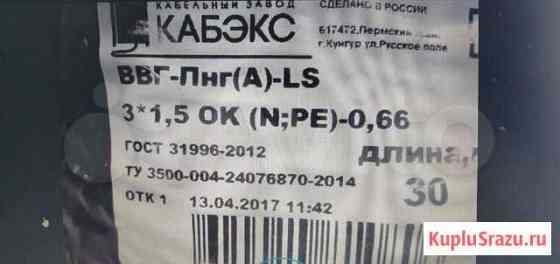 КАБЕЛЬНЫЙ ЗАВОД
КАБЭКС
СДЕЛАНО В РОССИИ
617472,Пермский
г.Кунгур ул.Русское поле
ВВГ-Пнг(А)-LS
3*1,5 ОК (N;PE)-0,66
ГОСТ 31996-2012
ДЛИНА,
ТУ 3500-004-24076870-2014
30
ОТК 1 13.04.2017 11:42
KupluSrazu.ru